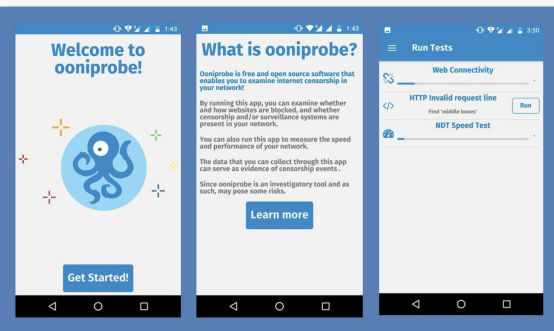 1:43
Welcome to
ooniprobe!
Get Started!
1:43
What is ooniprobe?
Ooniprobe is free and open source software that
enables you to examine internet censorship in
your network!
By running this app, you can examine whether
and how websites are blocked, and whether
censorship and/or surveillance systems are
present in your network.
You can also run this app to measure the speed
and performance of your network.
The data that you can collect through this app
can serve as evidence of censorship events .
Since ooniprobe is an investigatory tool and as
such, may pose some risks.
Learn more
3:50
Run Tests
Web Connectivity
HTTP Invalid request line
Find 'middle boxes'
Run
NDT Speed Test